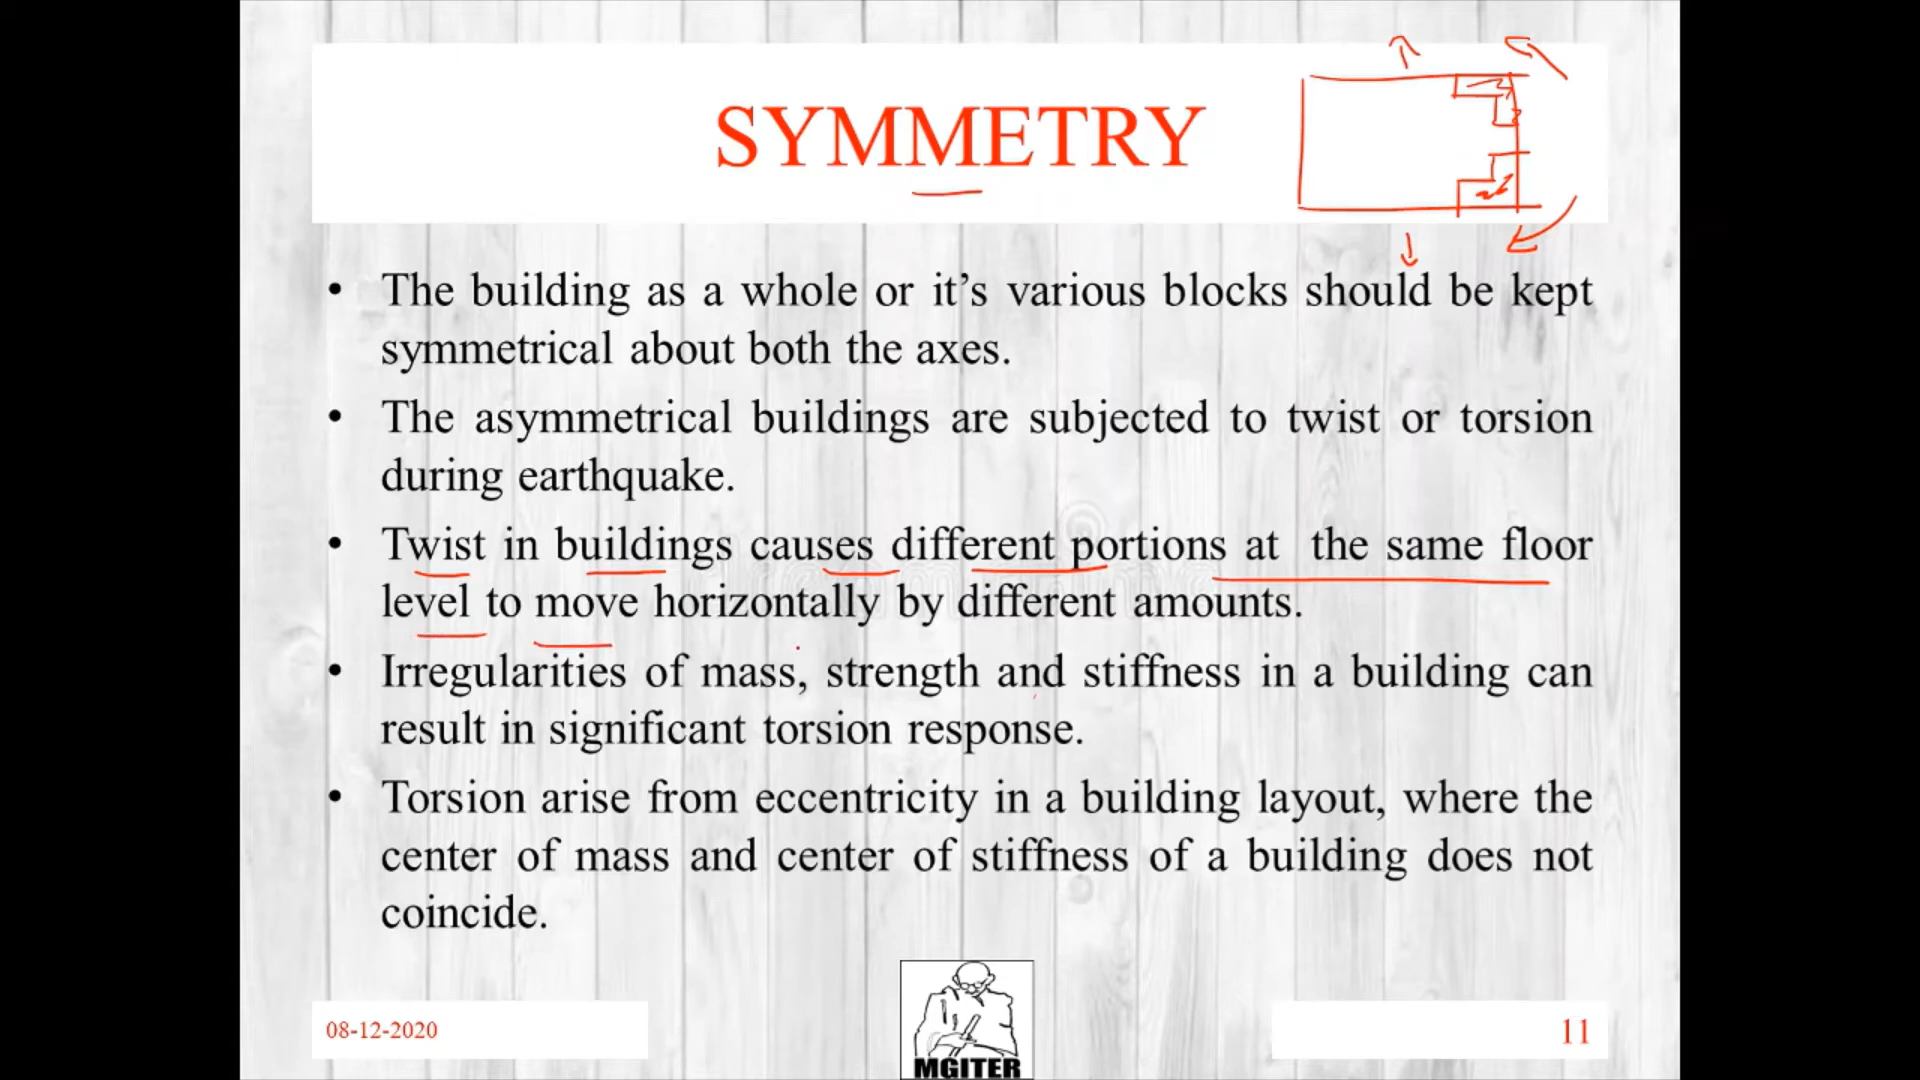 SYMMETRY
• The building as a whole or it’s various blocks should be kept
symmetrical about both the axes.
• The asymmetrical buildings are subjected to twist or torsion
during earthquake.
• Twist in buildings causes different portions at the same floor
level to move horizontally by different amounts.
• Irregularities of mass, strength and stiffness in a building can
result in significant torsion response.
• Torsion arise from eccentricity in a building layout, where the
center of mass and center of stiffness of a building does not
coincide.
08-12-2020
MGITER
11